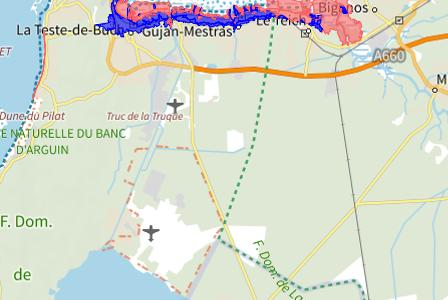 Biganos
La Teste-de-Buch
Gujan-Mestras
Le Teich
A660
Dune du Pilat
Truc de la Truque
NATURELLE DU BANC
D'ARGUIN
F. Dom.
de
F. Dom. de